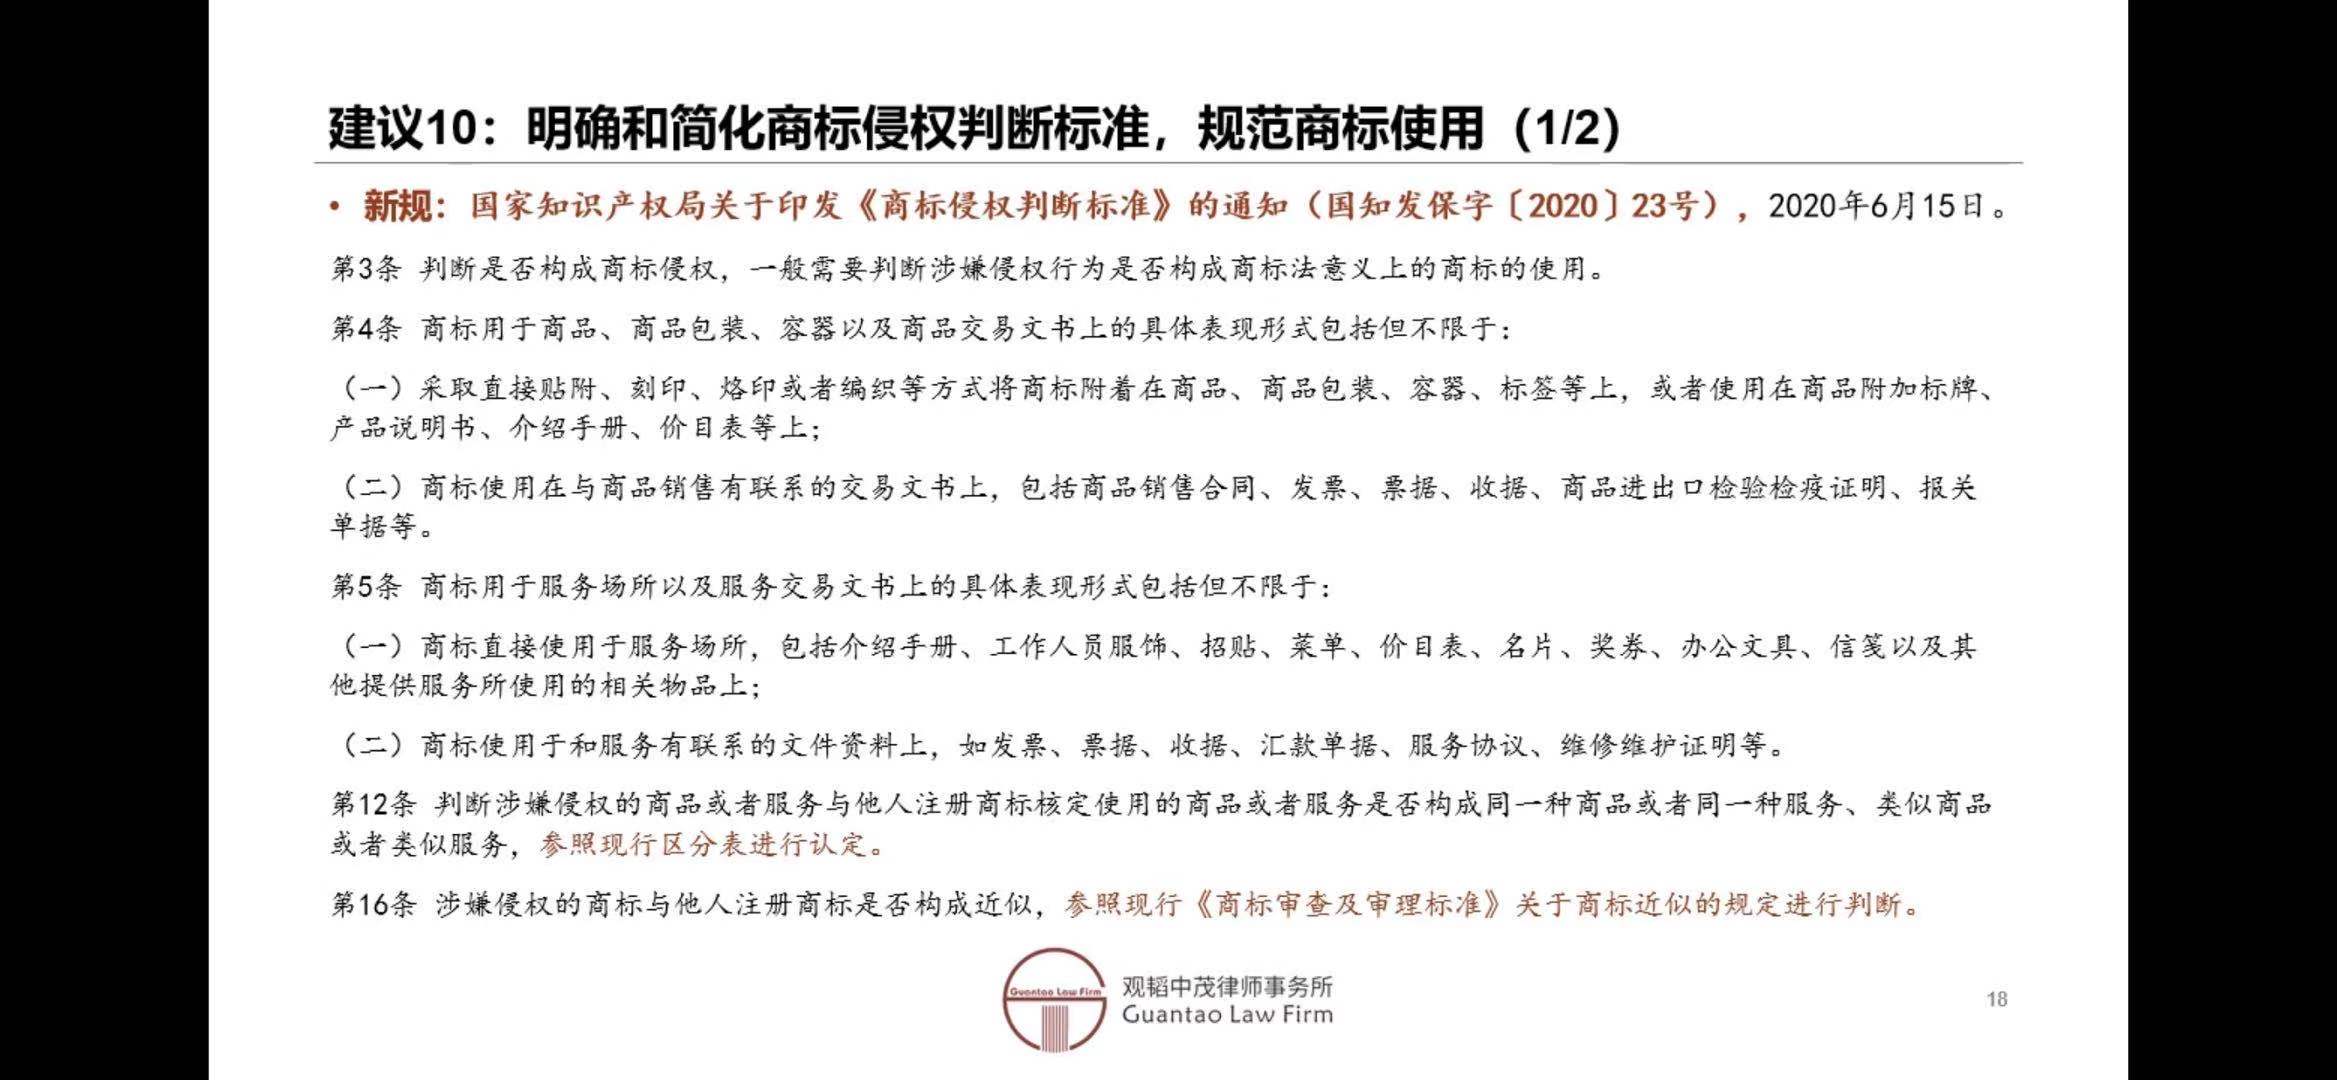 建议10：明确和简化商标侵权判断标准，规范商标使用（1/2）
• 新规：国家知识产权局关于印发《商标侵权判断标准》的通知（国知发保字〔2020〕23号），2020年6月15日。
第3条 判断是否构成商标侵权，一般需要判断涉嫌侵权行为是否构成商标法意义上的商标的使用。
第4条 商标用于商品、商品包装、容器以及商品交易文书上的具体表现形式包括但不限于：
（一）采取直接贴附、刻印、烙印或者编织等方式将商标附着在商品、商品包装、容器、标签等上，或者使用在商品附加标牌、
产品说明书、介绍手册、价目表等上；
（二）商标使用在与商品销售有联系的交易文书上，包括商品销售合同、发票、票据、收据、商品进出口检验检疫证明、报关
单据等。
第5条 商标用于服务场所以及服务交易文书上的具体表现形式包括但不限于：
（一）商标直接使用于服务场所，包括介绍手册、工作人员服饰、招贴、菜单、价目表、名片、奖券、办公文具、信笺以及其
他提供服务所使用的相关物品上；
（二）商标使用于和服务有联系的文件资料上，如发票、票据、收据、汇款单据、服务协议、维修维护证明等。
第12条 判断涉嫌侵权的商品或者服务与他人注册商标核定使用的商品或者服务是否构成同一种商品或者同一种服务、类似商品
或者类似服务，参照现行区分表进行认定。
第16条 涉嫌侵权的商标与他人注册商标是否构成近似，参照现行《商标审查及审理标准》关于商标近似的规定进行判断。
Guantao Law Firm
观韬中茂律师事务所
Guantao Law Firm
18